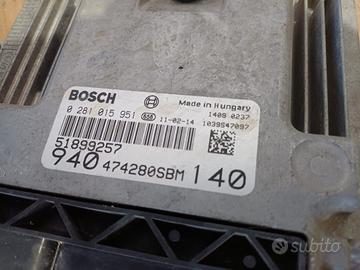 BOSCH Made in Hungary
0 281 015 951 11-02-14 1408 0237
1039S47097
51899257
940 474280SBM 140
subito